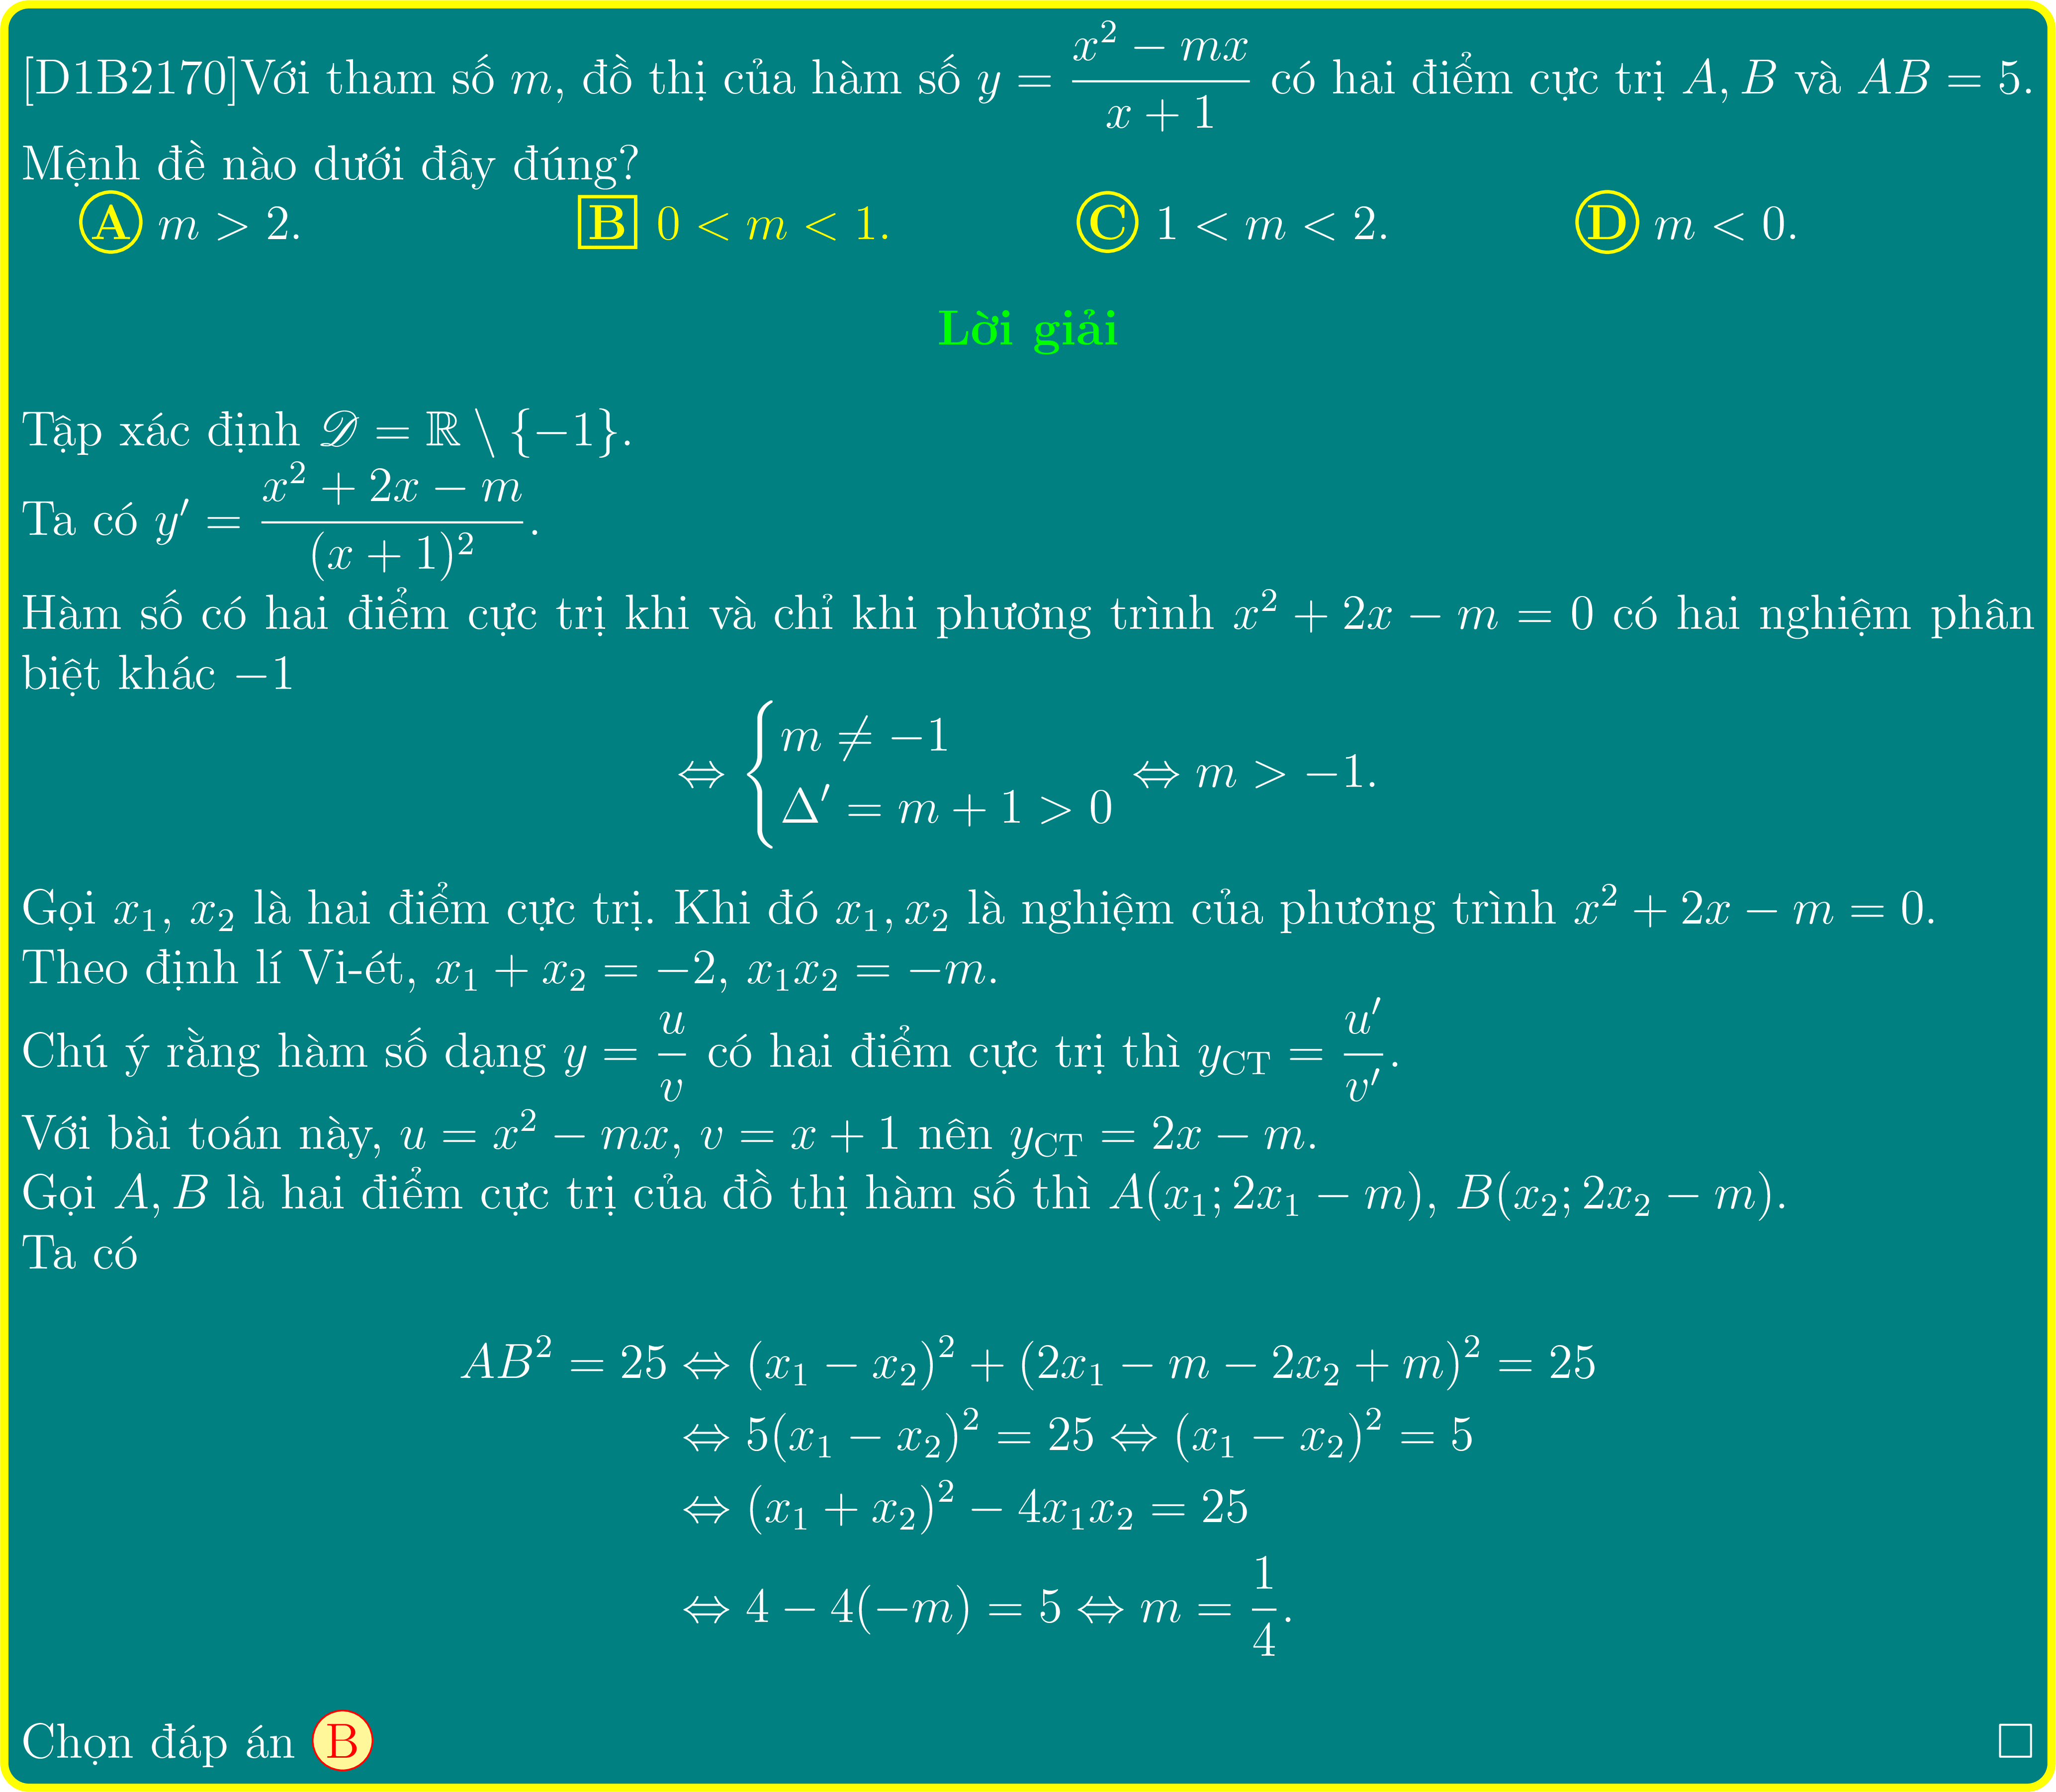 [D1B2170]Với tham số $m$, đồ thị của hàm số $y = \dfrac{x^2 - mx}{x + 1}$ có hai điểm cực trị $A, B$ và $AB = 5$.
Mệnh đề nào dưới đây đúng?
A $m > 2$. B $0 < m < 1$. C $1 < m < 2$. D $m < 0$.
Lời giải
Tập xác định $\mathscr{D} = \mathbb{R} \setminus \{-1\}$.
Ta có $y' = \dfrac{x^2 + 2x - m}{(x + 1)^2}$.
Hàm số có hai điểm cực trị khi và chỉ khi phương trình $x^2 + 2x - m = 0$ có hai nghiệm phân
biệt khác $-1$
$\Leftrightarrow \begin{cases} m \neq -1 \\ \Delta' = m + 1 > 0 \end{cases} \Leftrightarrow m > -1.$
Gọi $x_1$, $x_2$ là hai điểm cực trị. Khi đó $x_1, x_2$ là nghiệm của phương trình $x^2 + 2x - m = 0$.
Theo định lí Vi-ét, $x_1 + x_2 = -2$, $x_1x_2 = -m$.
Chú ý rằng hàm số dạng $y = \dfrac{u}{v}$ có hai điểm cực trị thì $y_{\text{CT}} = \dfrac{u'}{v'}$.
Với bài toán này, $u = x^2 - mx$, $v = x + 1$ nên $y_{\text{CT}} = 2x - m$.
Gọi $A, B$ là hai điểm cực trị của đồ thị hàm số thì $A(x_1; 2x_1 - m)$, $B(x_2; 2x_2 - m)$.
Ta có
$AB^2 = 25 \Leftrightarrow (x_1 - x_2)^2 + (2x_1 - m - 2x_2 + m)^2 = 25$
$\Leftrightarrow 5(x_1 - x_2)^2 = 25 \Leftrightarrow (x_1 - x_2)^2 = 5$
$\Leftrightarrow (x_1 + x_2)^2 - 4x_1x_2 = 25$
$\Leftrightarrow 4 - 4(-m) = 5 \Leftrightarrow m = \dfrac{1}{4}.$
Chọn đáp án B □